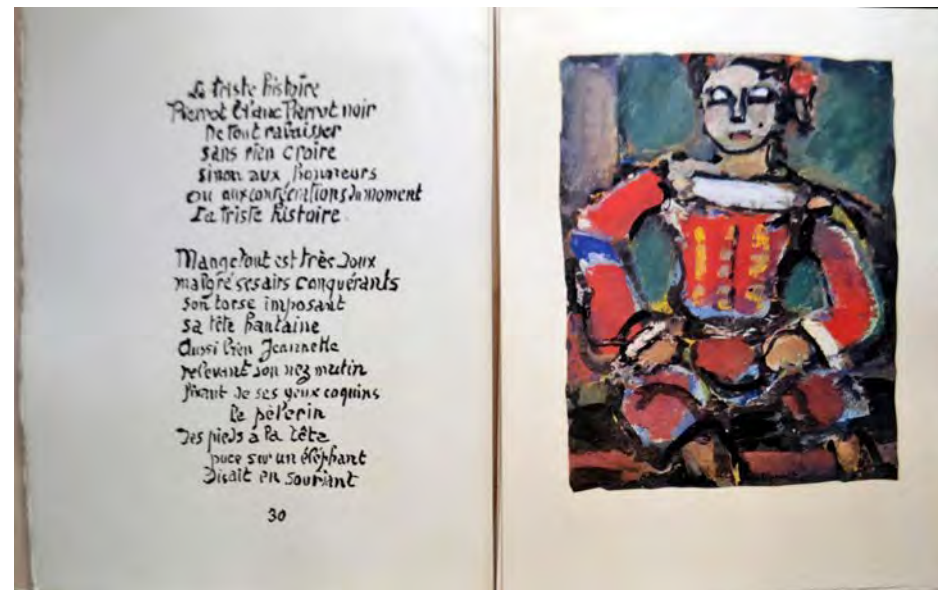 La triste histoire
Pierrot blanc Pierrot noir
De tout rabaisser
sans rien croire
sinon aux honneurs
ou aux consécrations du moment
La triste histoire.
Mangetout est très doux
malgré ses airs conquérants
son torse imposant
sa tête hautaine
Aussi bien Jeannette
relevant son nez mutin
fixant de ses yeux coquins
le pèlerin
Des pieds à la tête
puce sur un éléphant
Disait en souriant
30